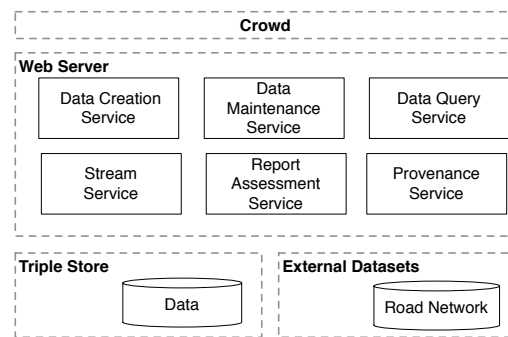 Crowd
Web Server
Data Creation
Service
Data
Maintenance
Service
Data Query
Service
Stream
Service
Report
Assessment
Service
Provenance
Service
Triple Store
Data
External Datasets
Road Network